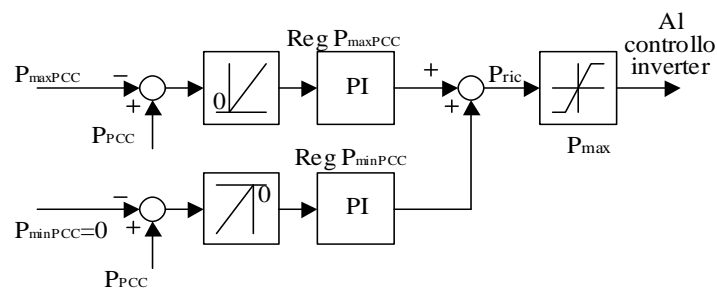 Al
controllo
inverter
Reg PmaxPCC
PmaxPCC
−
+
0
PI
+
+
Pric
PPCC
Pmax
Reg PminPCC
−
0
PI
PminPCC=0
+
PPCC